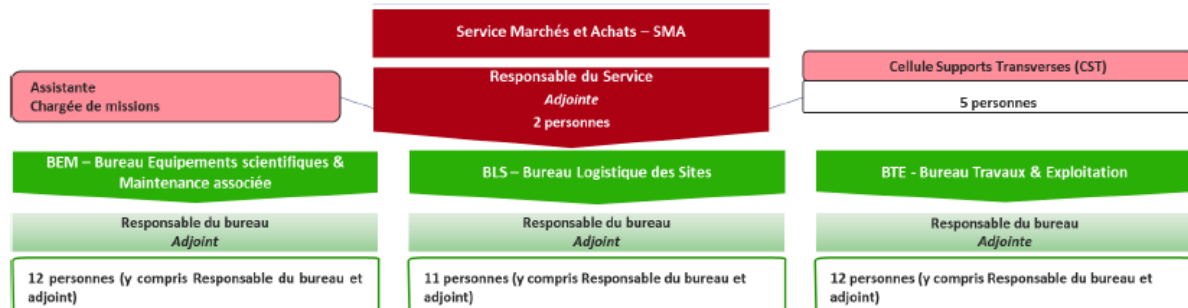 Service Marchés et Achats – SMA
Responsable du Service
Adjointe
2 personnes
Assistante
Chargée de missions
Cellule Supports Transverses (CST)
5 personnes
BEM – Bureau Equipements scientifiques &
Maintenance associée
Responsable du bureau
Adjoint
12 personnes (y compris Responsable du bureau et
adjoint)
BLS – Bureau Logistique des Sites
Responsable du bureau
Adjoint
11 personnes (y compris Responsable du bureau et
adjoint)
BTE - Bureau Travaux & Exploitation
Responsable du bureau
Adjointe
12 personnes (y compris Responsable du bureau et
adjoint)